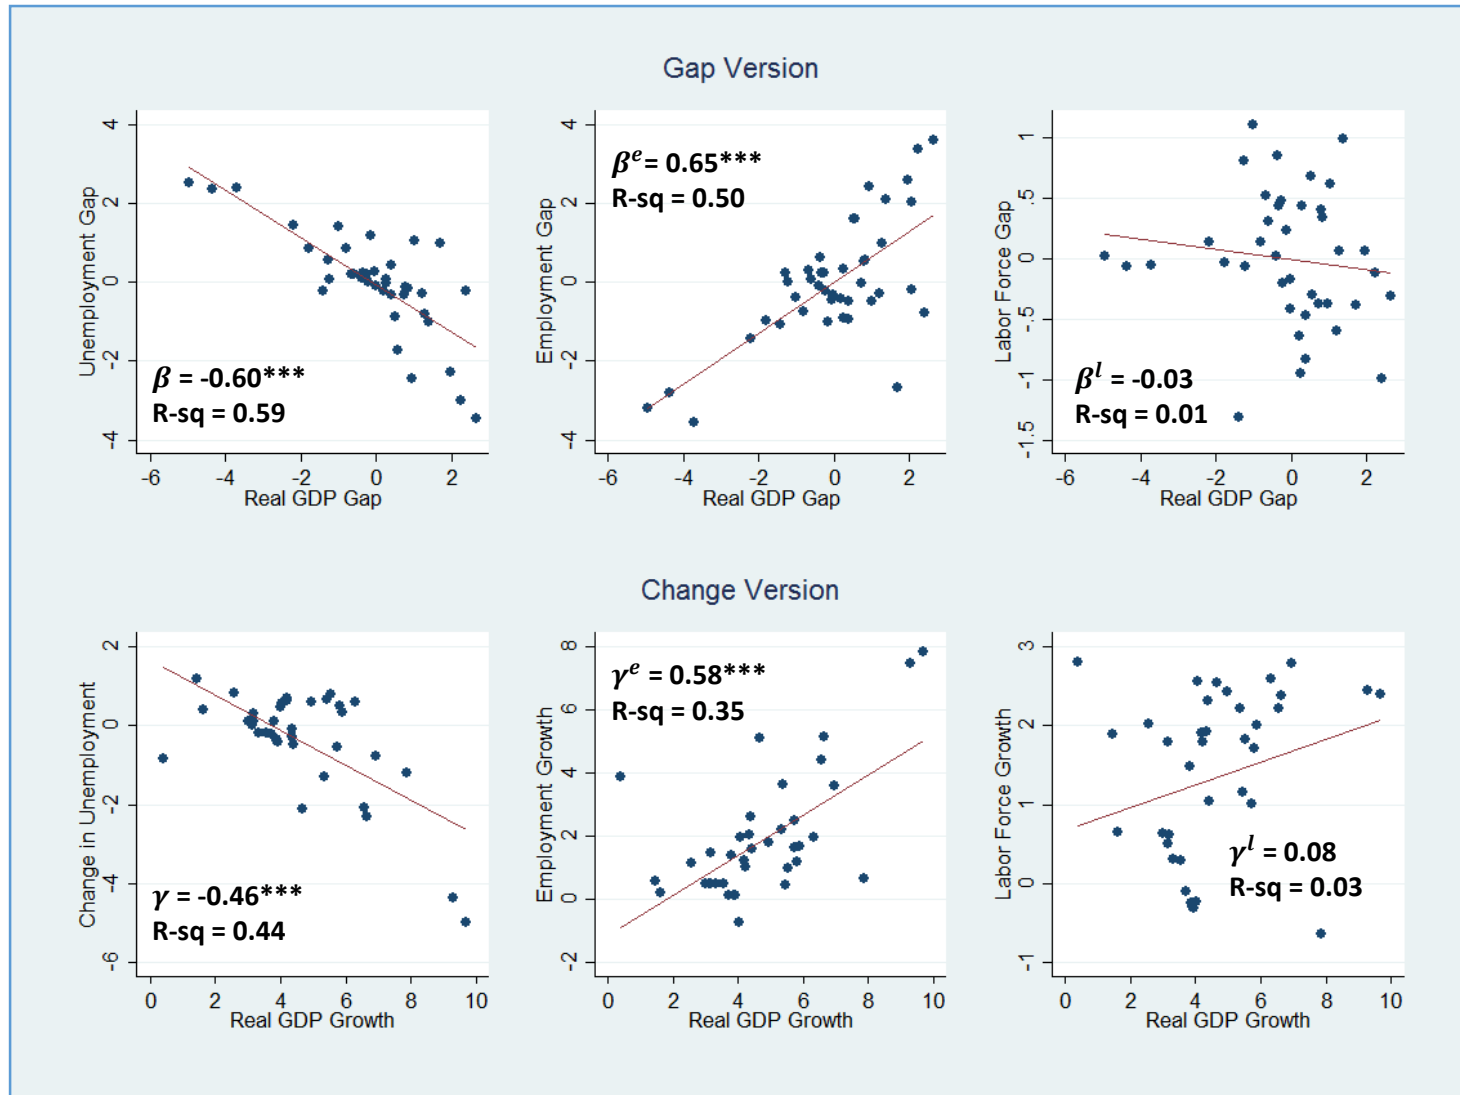 Gap Version
Unemployment Gap
4
2
0
-2
-4
β = -0.60***
R-sq = 0.59
-6 -4 -2 0 2
Real GDP Gap
Employment Gap
4
2
0
-2
-4
βᵉ= 0.65***
R-sq = 0.50
-6 -4 -2 0 2
Real GDP Gap
Labor Force Gap
1
.5
0
-.5
-1
-1.5
βˡ = -0.03
R-sq = 0.01
-6 -4 -2 0 2
Real GDP Gap
Change Version
Change in Unemployment
2
0
-2
-4
-6
γ = -0.46***
R-sq = 0.44
0 2 4 6 8 10
Real GDP Growth
Employment Growth
8
6
4
2
0
-2
γᵉ = 0.58***
R-sq = 0.35
0 2 4 6 8 10
Real GDP Growth
Labor Force Growth
3
2
1
0
-1
γˡ = 0.08
R-sq = 0.03
0 2 4 6 8 10
Real GDP Growth